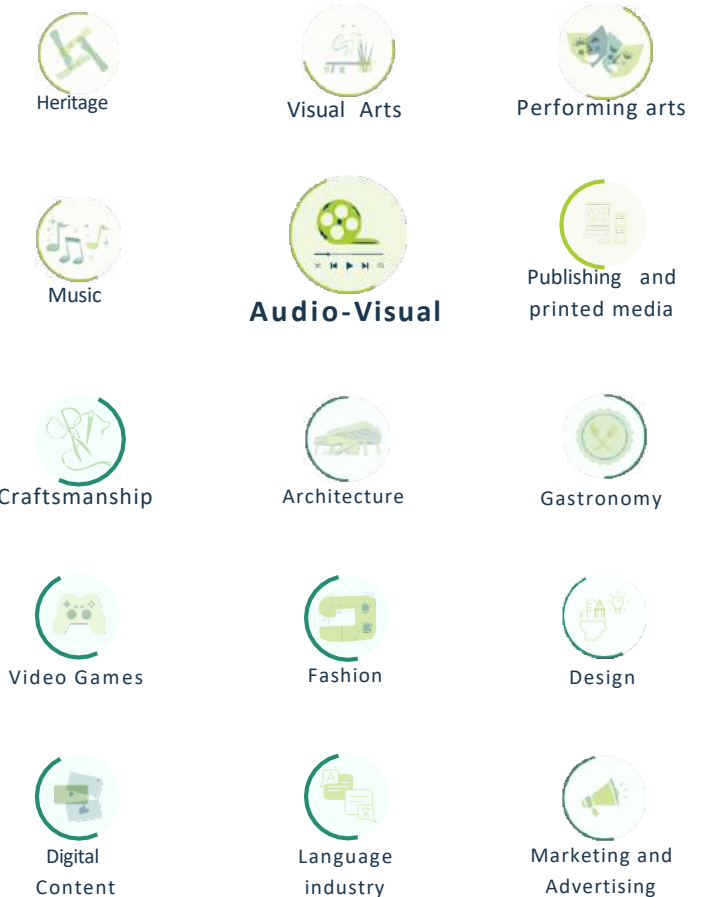 Heritage
Visual Arts
Performing arts
Music
Audio-Visual
Publishing and
printed media
Craftsmanship
Architecture
Gastronomy
Video Games
Fashion
Design
Digital
Content
Language
industry
Marketing and
Advertising
A
文